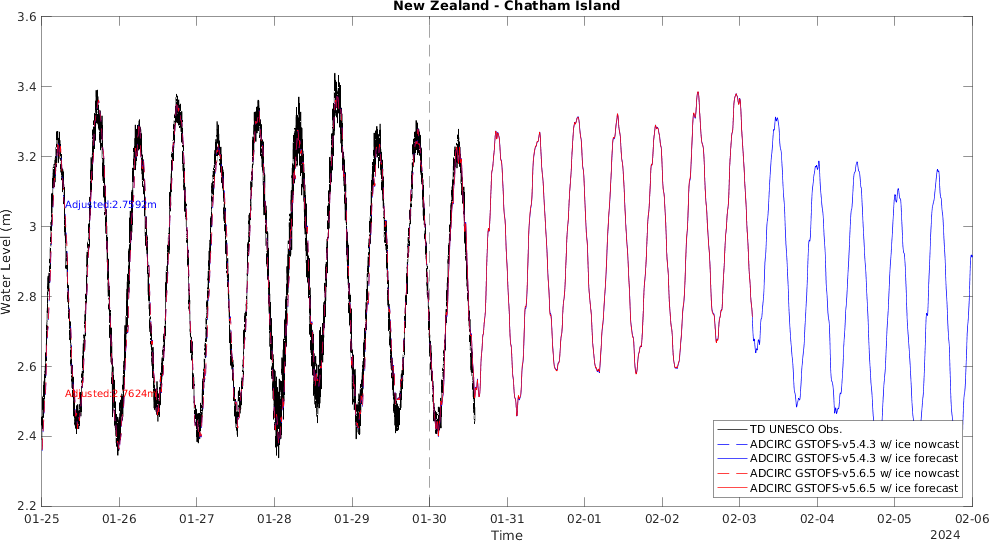 New Zealand - Chatham Island
3.6
3.4
3.2
3
2.8
2.6
2.4
2.2
Water Level (m)
Adjusted:2.7592m
Adjusted:2.7624m
TD UNESCO Obs.
ADCIRC GSTOFS-v5.4.3 w/ ice nowcast
ADCIRC GSTOFS-v5.4.3 w/ ice forecast
ADCIRC GSTOFS-v5.6.5 w/ ice nowcast
ADCIRC GSTOFS-v5.6.5 w/ ice forecast
01-25 01-26 01-27 01-28 01-29 01-30 01-31 02-01 02-02 02-03 02-04 02-05 02-06
Time
2024